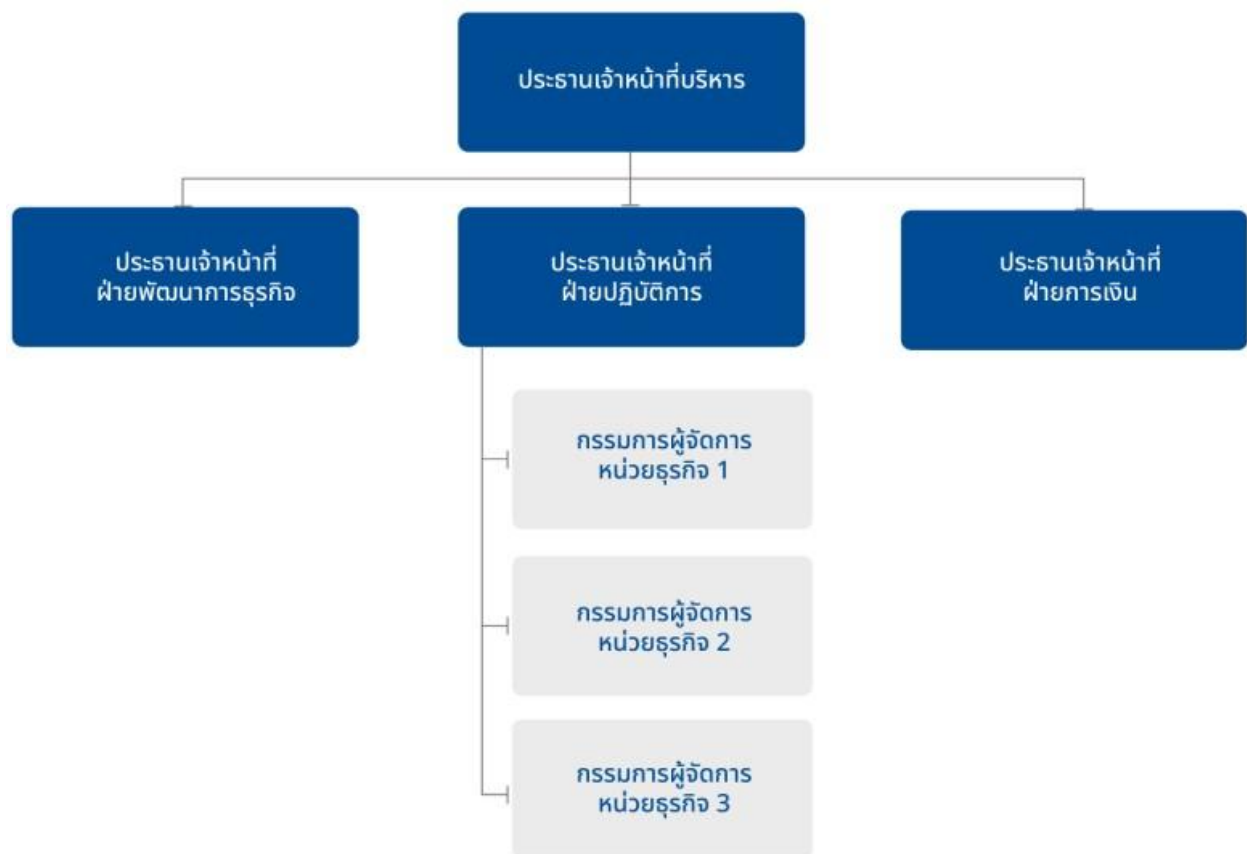 ประธานเจ้าหน้าที่บริหาร
ประธานเจ้าหน้าที่
ฝ่ายพัฒนาการธุรกิจ
ประธานเจ้าหน้าที่
ฝ่ายปฏิบัติการ
ประธานเจ้าหน้าที่
ฝ่ายการเงิน
กรรมการผู้จัดการ
หน่วยธุรกิจ 1
กรรมการผู้จัดการ
หน่วยธุรกิจ 2
กรรมการผู้จัดการ
หน่วยธุรกิจ 3